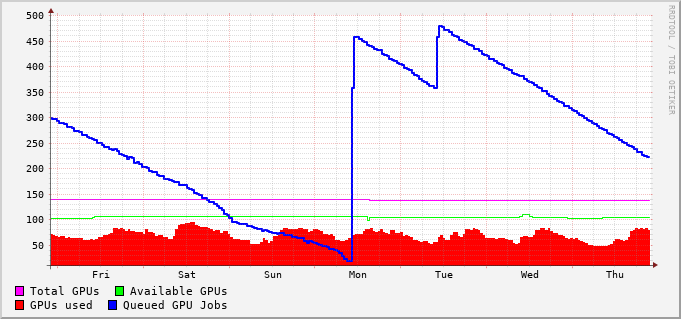 500
450
400
350
300
250
200
150
100
50
Fri Sat Sun Mon Tue Wed Thu
Total GPUs Available GPUs
GPUs used Queued GPU Jobs
RRDTOOL / TOBI OETIKER